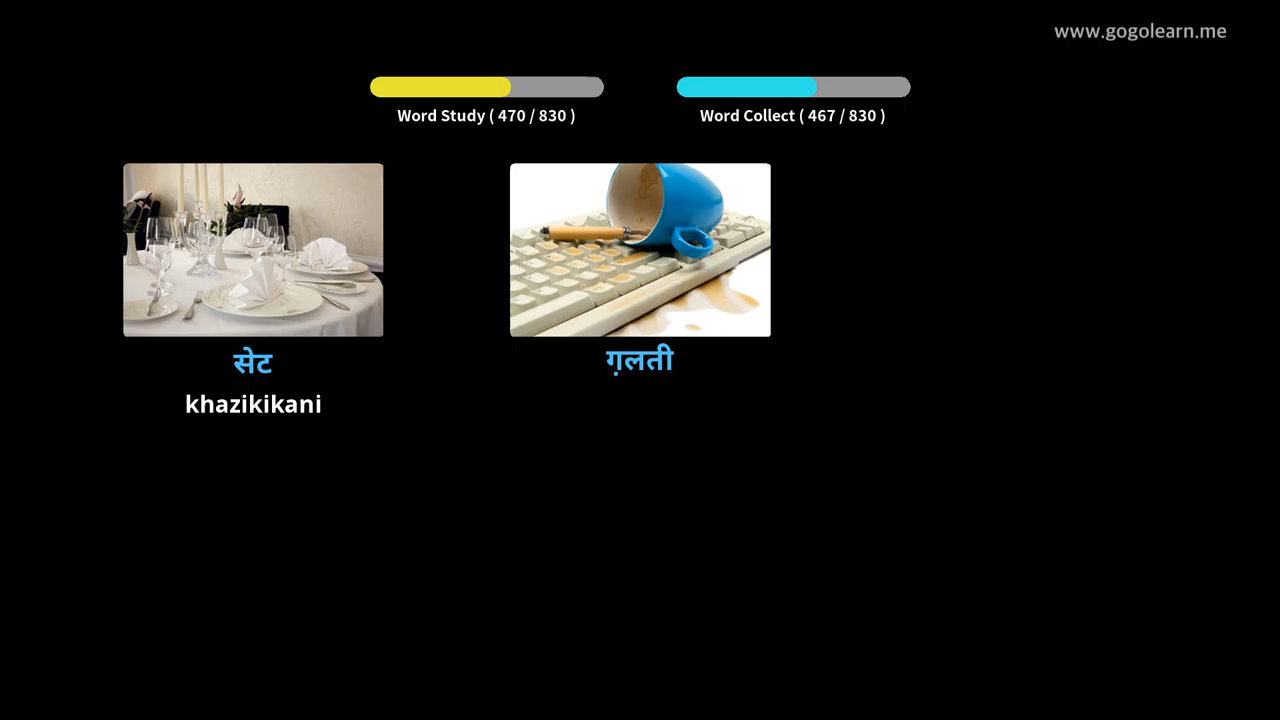 www.gogolearn.me
Word Study ( 470 / 830 )
Word Collect ( 467 / 830 )
सेट
khazikikani
ग़लती